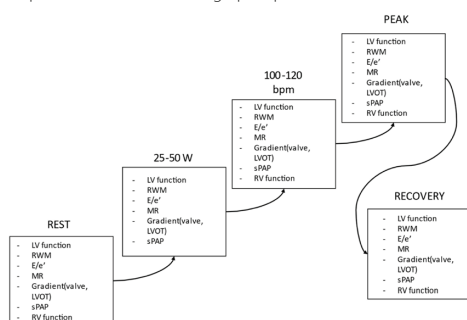 REST
- LV function
- RWM
- E/e’
- MR
- Gradient(valve,
LVOT)
- sPAP
- RV function
25-50 W
- LV function
- RWM
- E/e’
- MR
- Gradient(valve,
LVOT)
- sPAP
100-120
bpm
- LV function
- RWM
- E/e’
- MR
- Gradient(valve,
LVOT)
- sPAP
- RV function
PEAK
- LV function
- RWM
- E/e’
- MR
- Gradient(valve,
LVOT)
- sPAP
- RV function
RECOVERY
- LV function
- RWM
- E/e’
- MR
- Gradient(valve,
LVOT)
- sPAP
- RV function